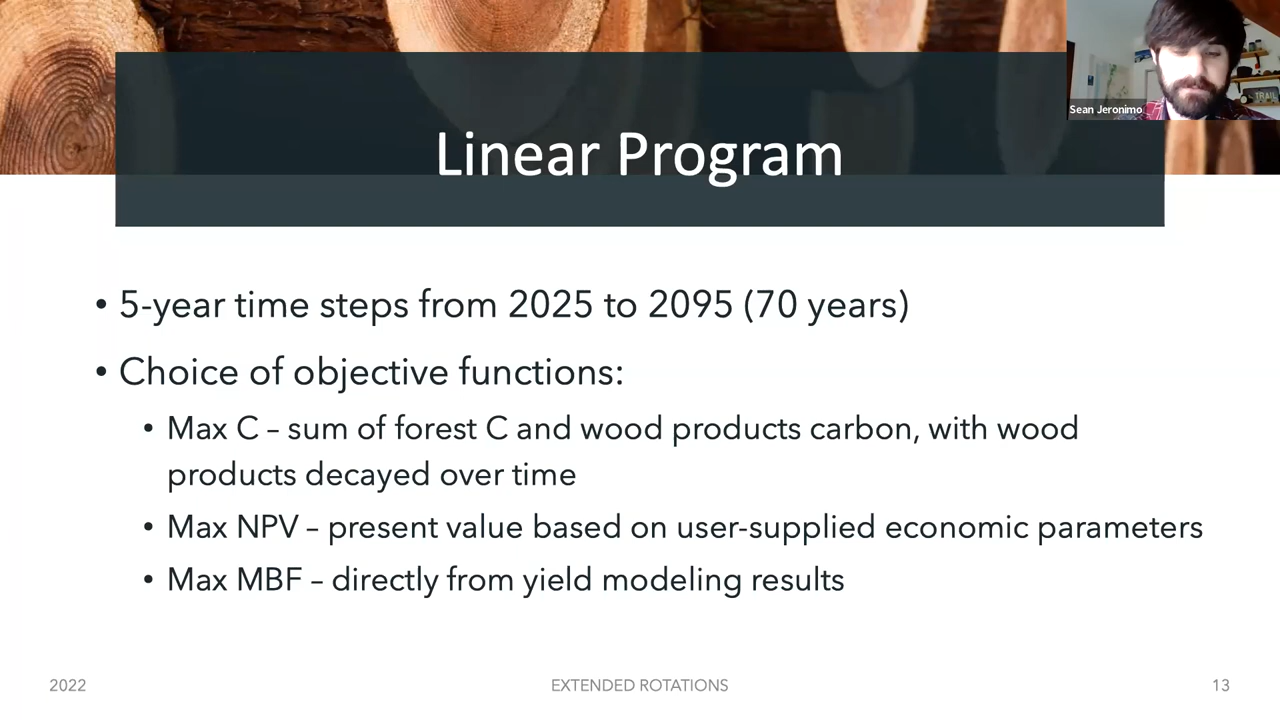 Sean Jeronimo
TRAIL
Linear Program
• 5-year time steps from 2025 to 2095 (70 years)
• Choice of objective functions:
• Max C – sum of forest C and wood products carbon, with wood
products decayed over time
• Max NPV – present value based on user-supplied economic parameters
• Max MBF – directly from yield modeling results
2022
EXTENDED ROTATIONS
13